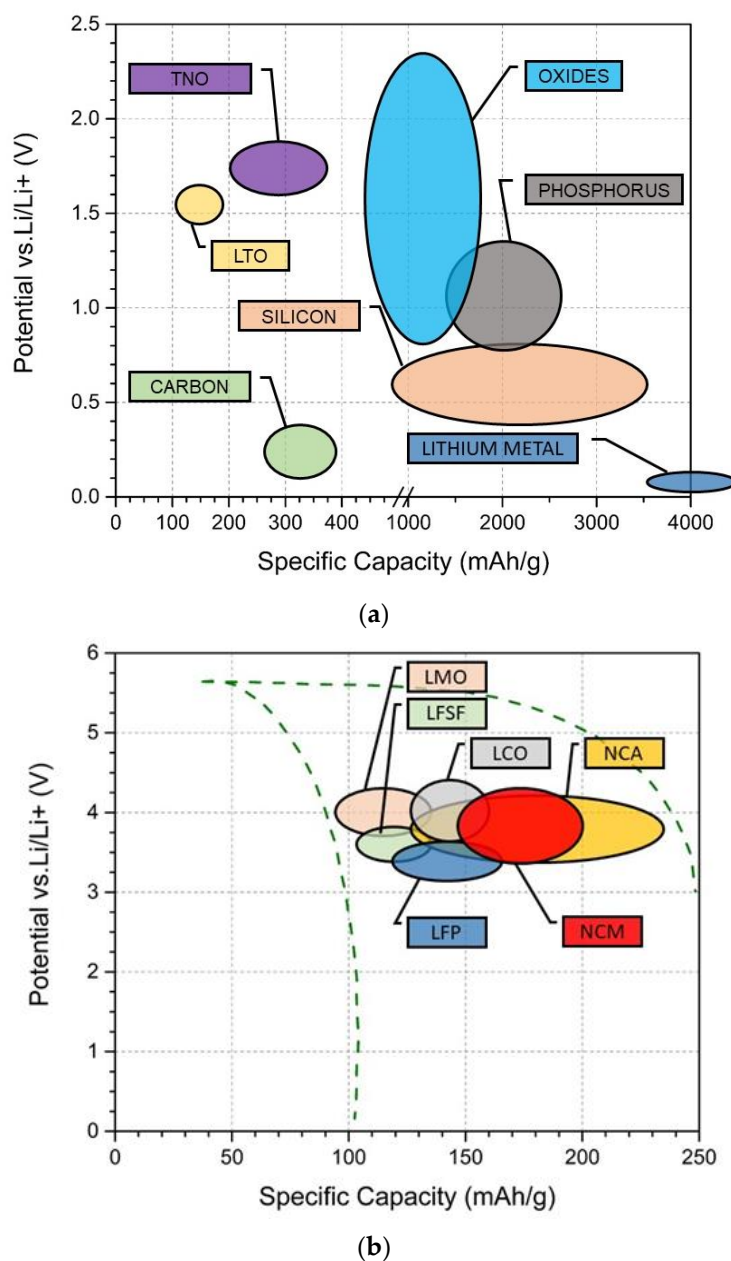 2.5
TNO
OXIDES
2.0
PHOSPHORUS
1.5
LTO
SILICON
1.0
CARBON
0.5
LITHIUM METAL
0.0
0 100 200 300 400 1000 2000 3000 4000
Potential vs.Li/Li+ (V)
Specific Capacity (mAh/g)
(a)
6
LMO
LFSF
5
LCO
NCA
4
3
LFP
NCM
2
1
0
0 50 100 150 200 250
Potential vs.Li/Li+ (V)
Specific Capacity (mAh/g)
(b)